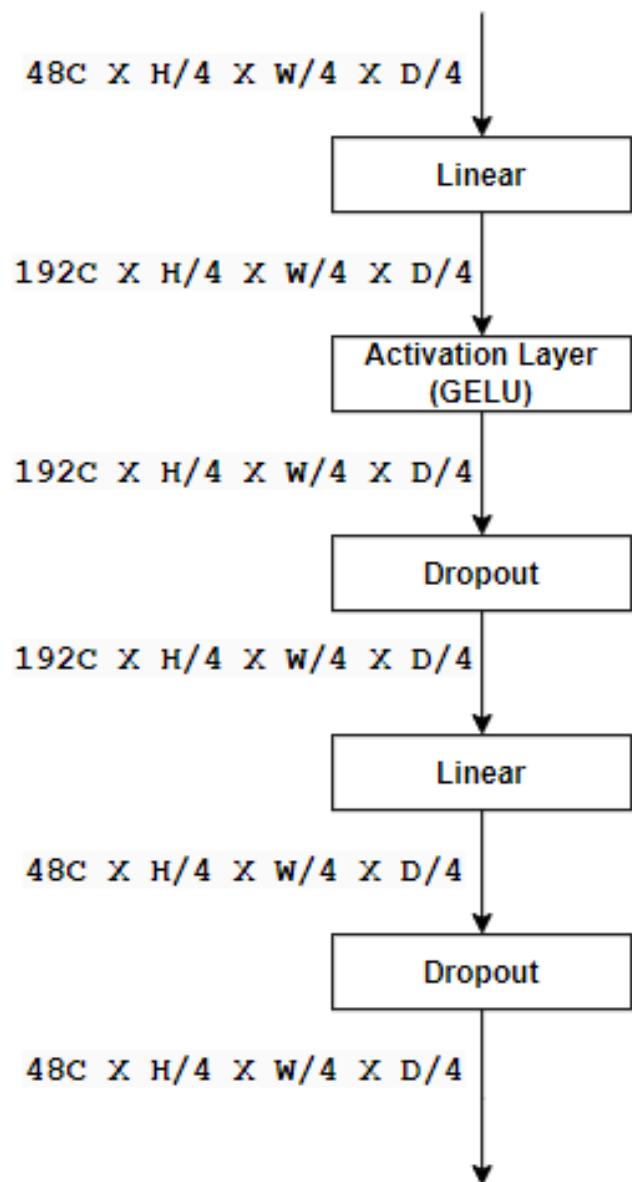 48C X H/4 X W/4 X D/4
Linear
192C X H/4 X W/4 X D/4
Activation Layer
(GELU)
192C X H/4 X W/4 X D/4
Dropout
192C X H/4 X W/4 X D/4
Linear
48C X H/4 X W/4 X D/4
Dropout
48C X H/4 X W/4 X D/4